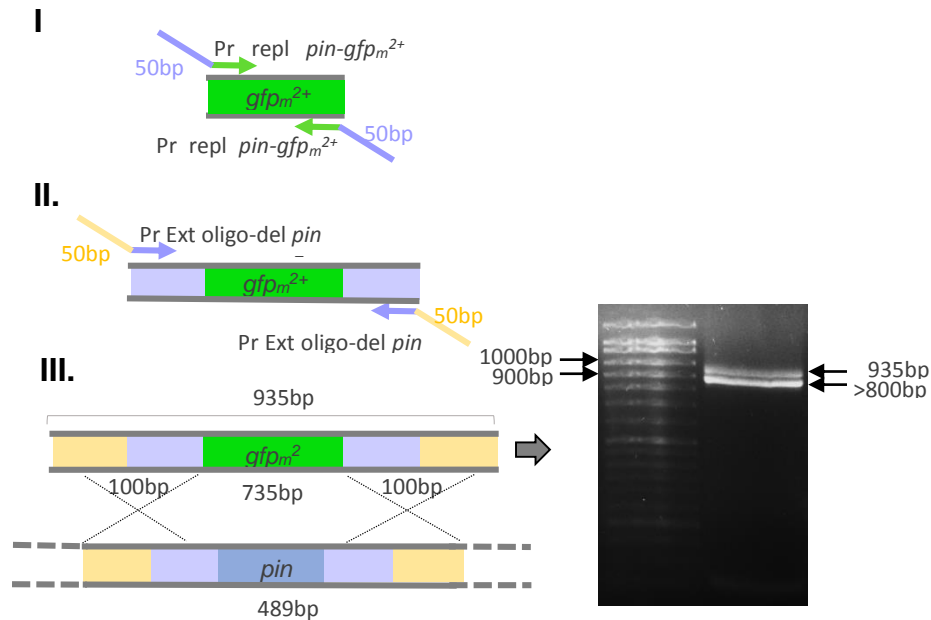 I
Pr repl pin-gfpm²⁺
50bp
gfpm²⁺
50bp
Pr repl pin-gfpm²⁺
II.
Pr Ext oligo-del pin
50bp
gfpm²⁺
50bp
Pr Ext oligo-del pin
III.
935bp
gfpm²
100bp
735bp
100bp
pin
489bp
1000bp
900bp
935bp
>800bp